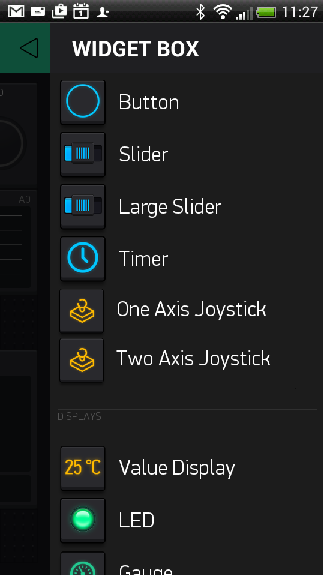 11:27
WIDGET BOX
Button
Slider
Large Slider
Timer
One Axis Joystick
Two Axis Joystick
DISPLAYS
25 °C
Value Display
LED
Gauge